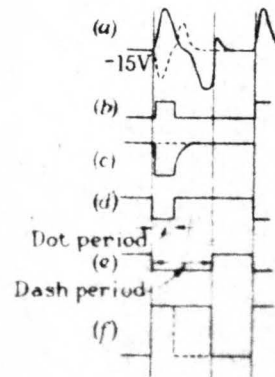 (a)
-15V
(b)
(c)
(d)
Dot period
(e)
Dash period
(f)